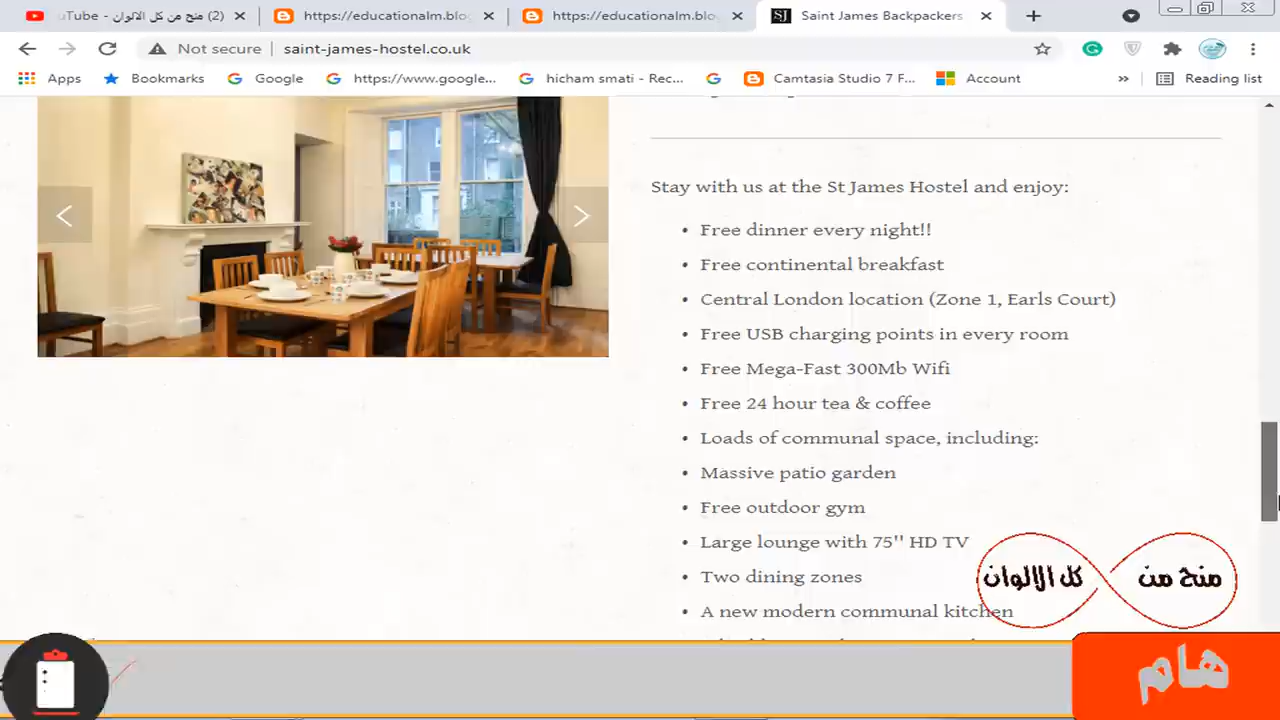 (2) منح من كل الالوان - uTube
https://educationalm.blo
https://educationalm.blo
Saint James Backpackers
Not secure
saint-james-hostel.co.uk
Apps
Bookmarks
Google
https://www.google...
hicham smati - Rec...
Camtasia Studio 7 F...
Account
»
Reading list
Stay with us at the St James Hostel and enjoy:
• Free dinner every night!!
• Free continental breakfast
• Central London location (Zone 1, Earls Court)
• Free USB charging points in every room
• Free Mega-Fast 300Mb Wifi
• Free 24 hour tea & coffee
• Loads of communal space, including:
• Massive patio garden
• Free outdoor gym
• Large lounge with 75'' HD TV
• Two dining zones
• A new modern communal kitchen
منح من كل الالوان
هام